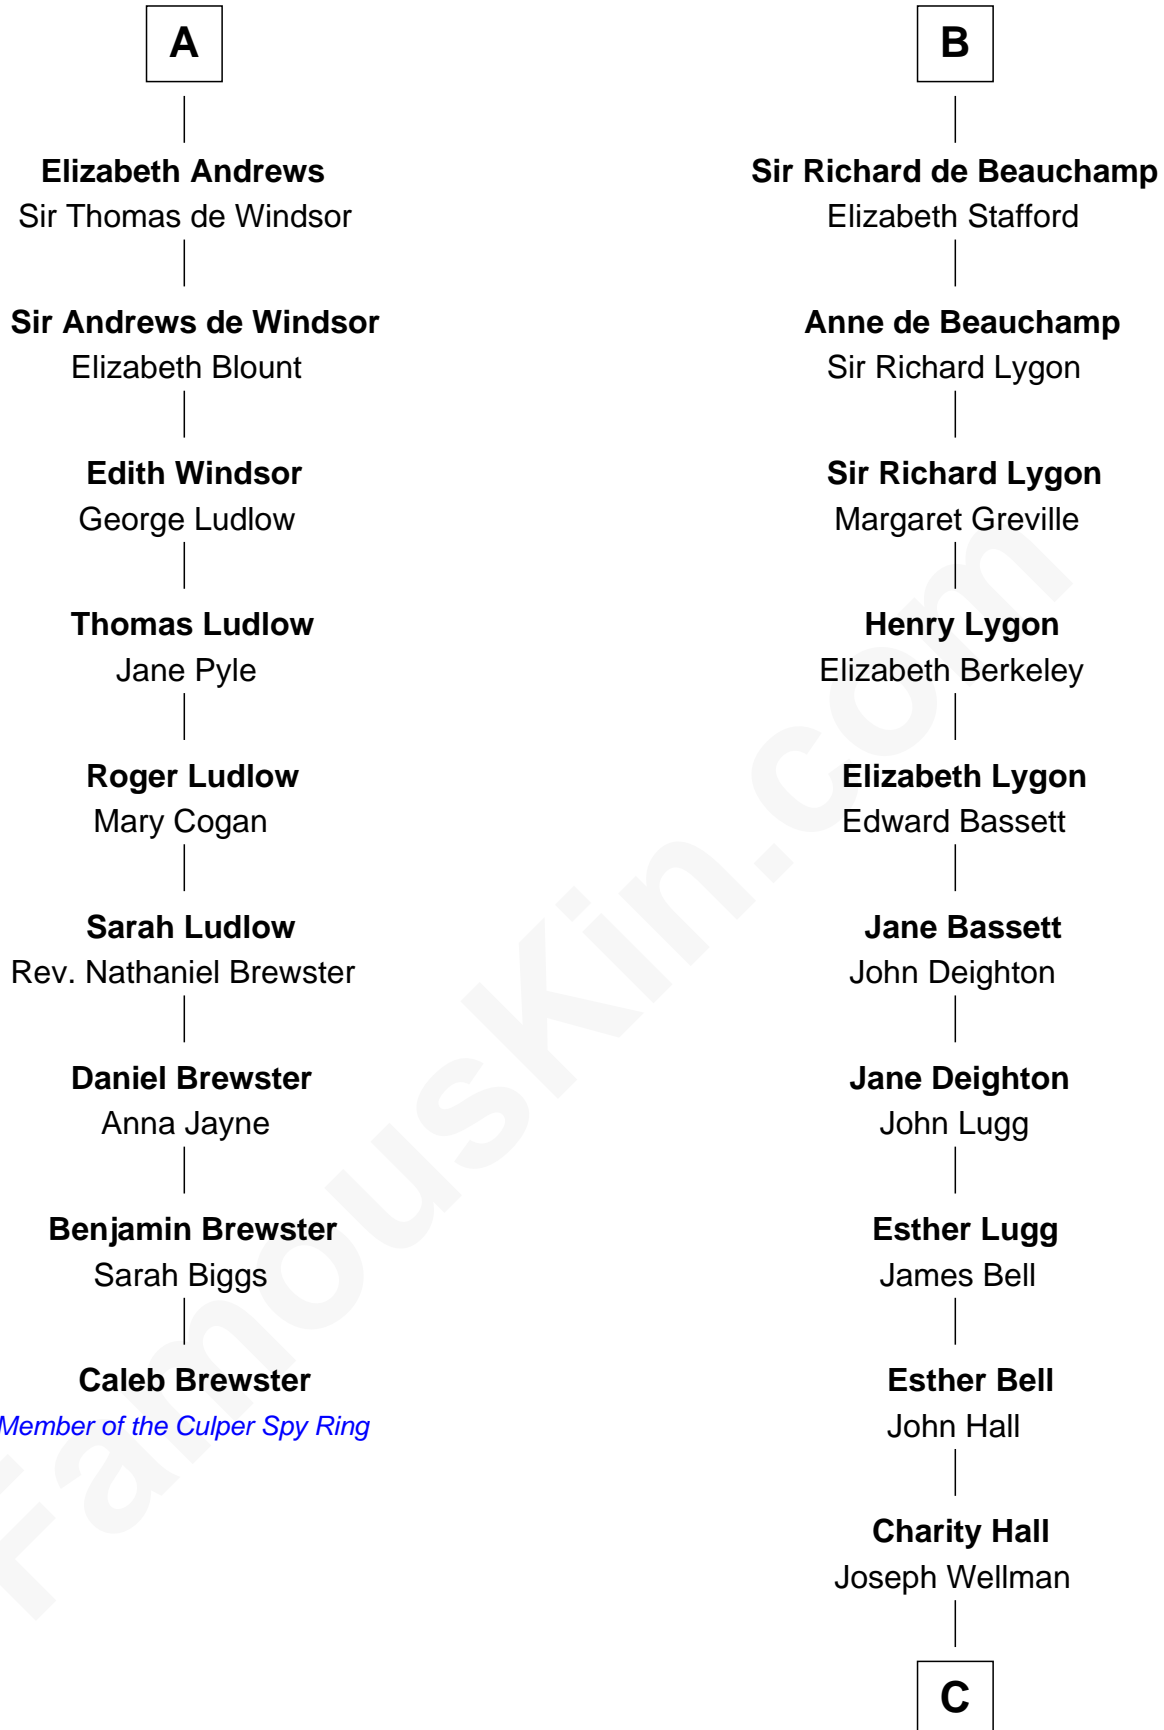 A
Elizabeth Andrews
Sir Thomas de Windsor
Sir Andrews de Windsor
Elizabeth Blount
Edith Windsor
George Ludlow
Thomas Ludlow
Jane Pyle
Roger Ludlow
Mary Cogan
Sarah Ludlow
Rev. Nathaniel Brewster
Daniel Brewster
Anna Jayne
Benjamin Brewster
Sarah Biggs
Caleb Brewster
Member of the Culper Spy Ring
B
Sir Richard de Beauchamp
Elizabeth Stafford
Anne de Beauchamp
Sir Richard Lygon
Sir Richard Lygon
Margaret Greville
Henry Lygon
Elizabeth Berkeley
Elizabeth Lygon
Edward Bassett
Jane Bassett
John Deighton
Jane Deighton
John Lugg
Esther Lugg
James Bell
Esther Bell
John Hall
Charity Hall
Joseph Wellman
C
FamousKin.com